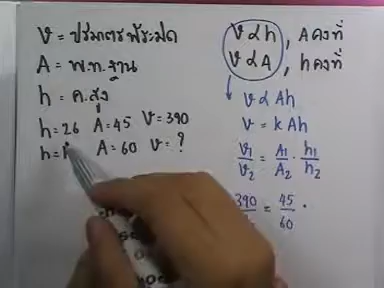 v = ปริมาตรพีระมิด
A = พ.ท. ฐาน
h = ค.สูง
h = 26 A = 45 v = 390
h = A = 60 v = ?
v α h , A คงที่
v α A , h คงที่
↓ v α Ah
v = k Ah
v₁/v₂ = A₁/A₂ · h₁/h₂
390/ = 45/60 ·